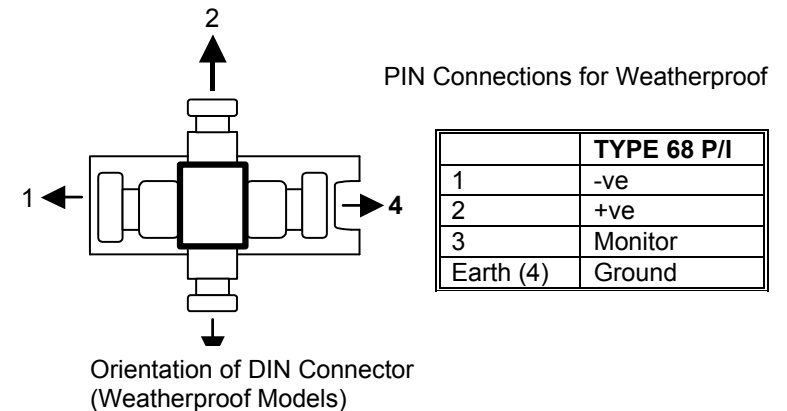 2
PIN Connections for Weatherproof
TYPE 68 P/I
1 -ve
2 +ve
3 Monitor
Earth (4) Ground
1
4
Orientation of DIN Connector
(Weatherproof Models)